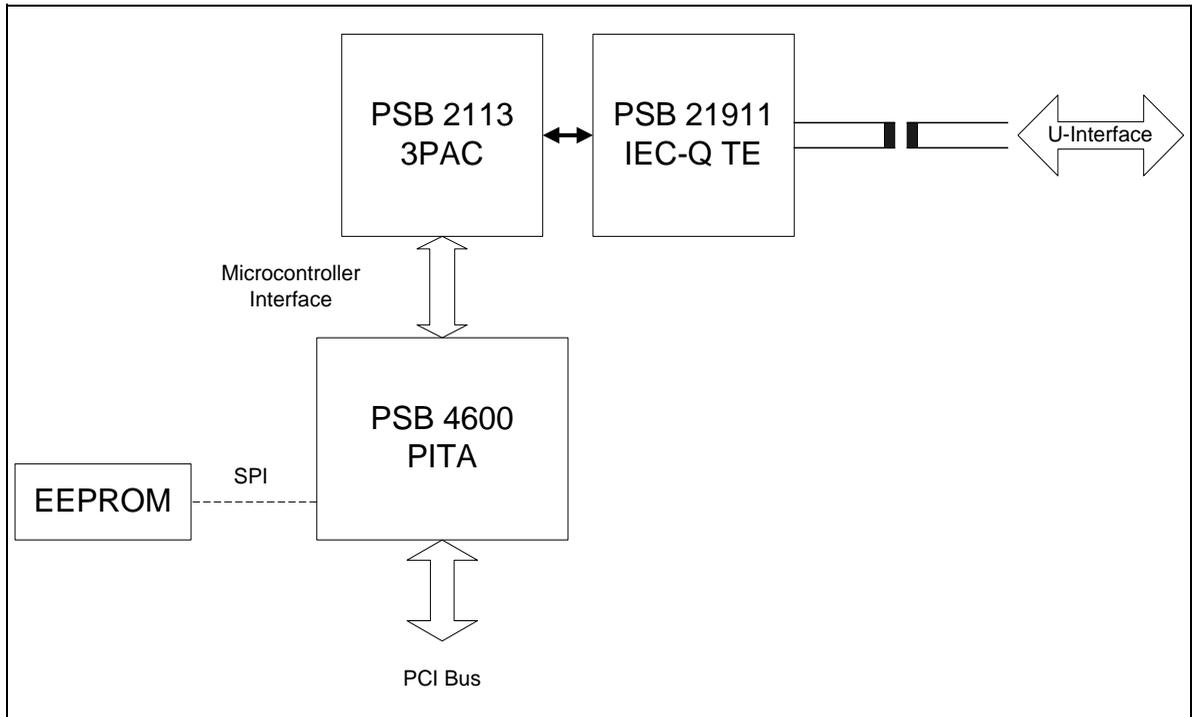 PSB 2113
3PAC
PSB 21911
IEC-Q TE
U-Interface
Microcontroller
Interface
PSB 4600
PITA
SPI
EEPROM
PCI Bus